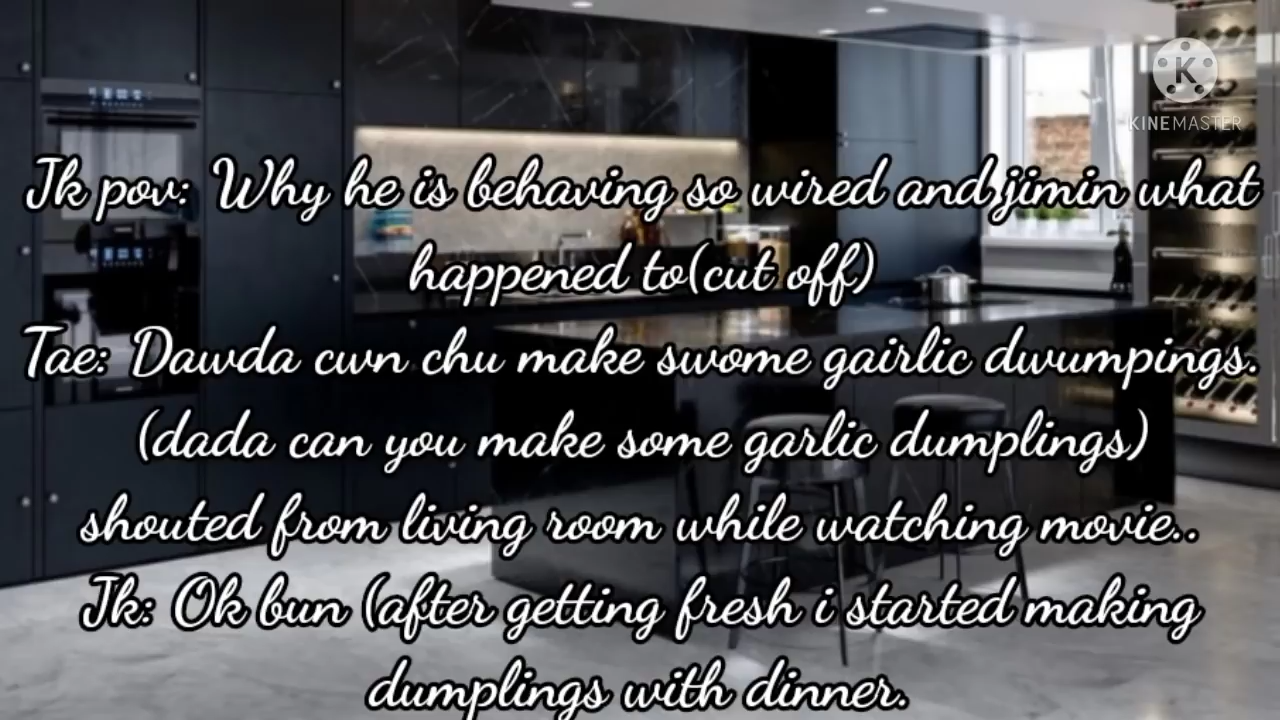 KINEMASTER
Jk pov: Why he is behaving so wired and jimin what
happened to(cut off)
Tae: Dawda cwn chu make swome gairlic dwumpings.
(dada can you make some garlic dumplings)
shouted from living room while watching movie..
Jk: Ok bun (after getting fresh i started making
dumplings with dinner.